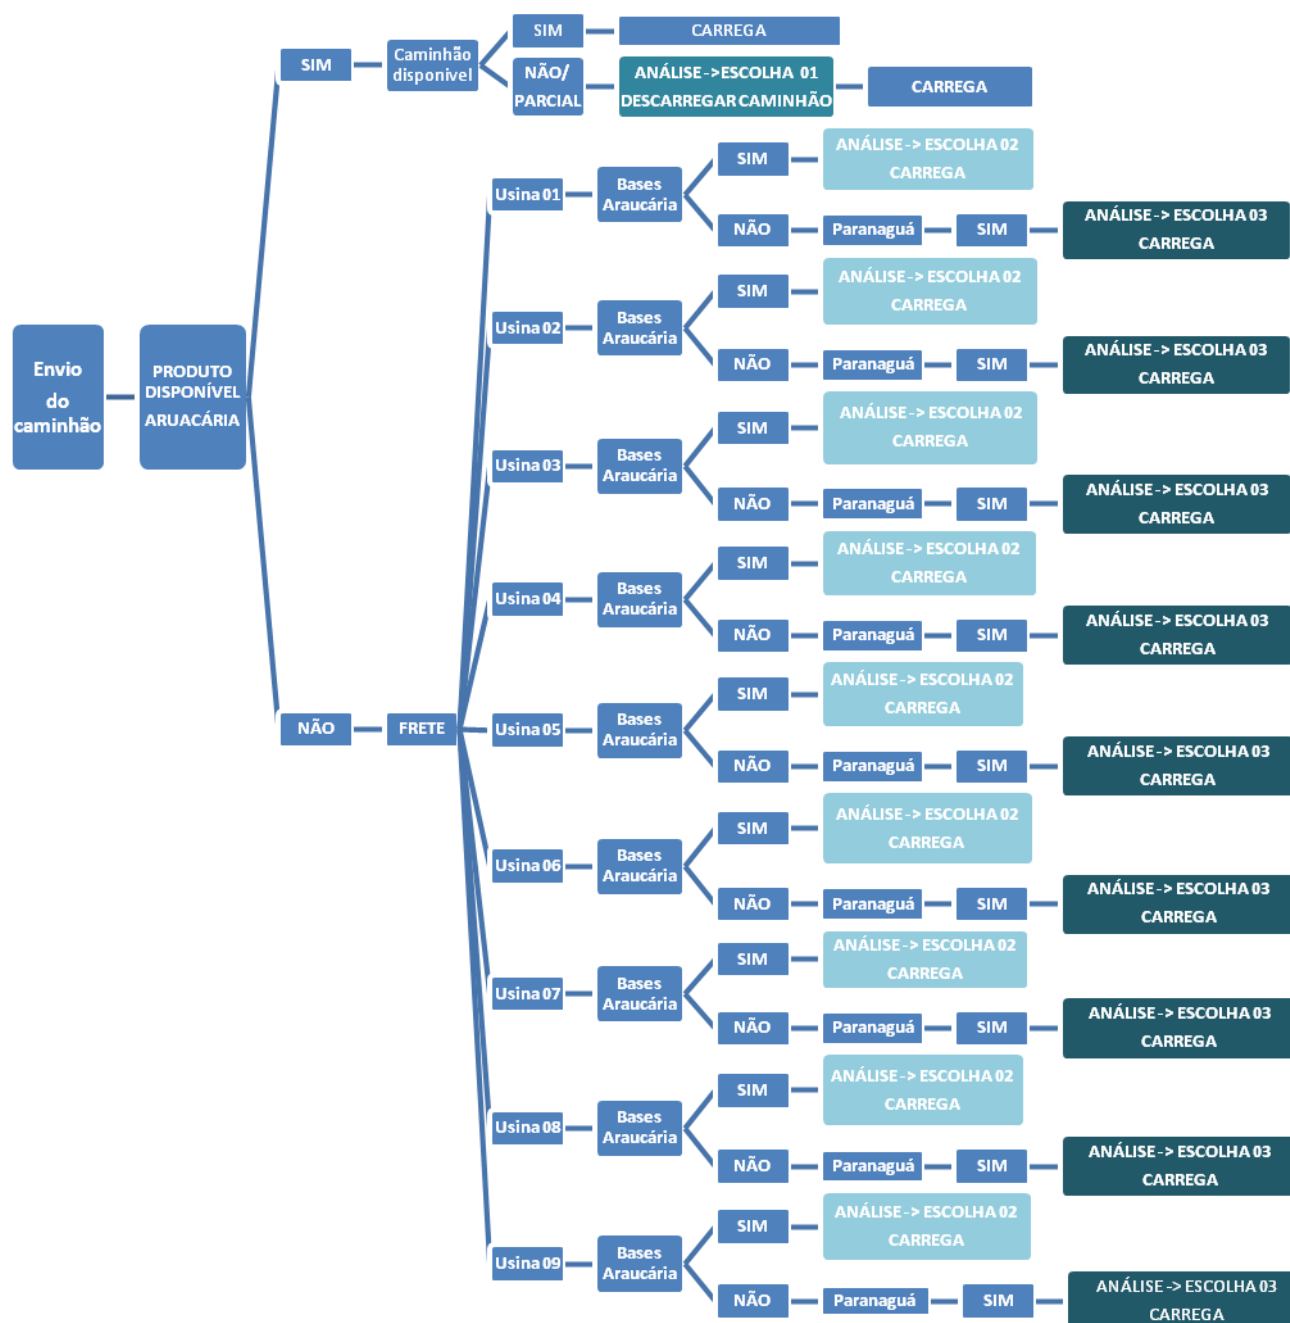 Envio
do
caminhão
PRODUTO
DISPONÍVEL
ARUACÁRIA
SIM
Caminhão
disponivel
SIM
CARREGA
NÃO/
PARCIAL
ANÁLISE->ESCOLHA 01
DESCARREGAR CAMINHÃO
CARREGA
NÃO
FRETE
Usina 01
Bases
Araucária
SIM
ANÁLISE-> ESCOLHA 02
CARREGA
NÃO
Paranaguá
SIM
ANÁLISE-> ESCOLHA 03
CARREGA
Usina 02
Bases
Araucária
SIM
ANÁLISE-> ESCOLHA 02
CARREGA
NÃO
Paranaguá
SIM
ANÁLISE-> ESCOLHA 03
CARREGA
Usina 03
Bases
Araucária
SIM
ANÁLISE-> ESCOLHA 02
CARREGA
NÃO
Paranaguá
SIM
ANÁLISE-> ESCOLHA 03
CARREGA
Usina 04
Bases
Araucária
SIM
ANÁLISE-> ESCOLHA 02
CARREGA
NÃO
Paranaguá
SIM
ANÁLISE-> ESCOLHA 03
CARREGA
Usina 05
Bases
Araucária
SIM
ANÁLISE-> ESCOLHA 02
CARREGA
NÃO
Paranaguá
SIM
ANÁLISE-> ESCOLHA 03
CARREGA
Usina 06
Bases
Araucária
SIM
ANÁLISE-> ESCOLHA 02
CARREGA
NÃO
Paranaguá
SIM
ANÁLISE-> ESCOLHA 03
CARREGA
Usina 07
Bases
Araucária
SIM
ANÁLISE-> ESCOLHA 02
CARREGA
NÃO
Paranaguá
SIM
ANÁLISE-> ESCOLHA 03
CARREGA
Usina 08
Bases
Araucária
SIM
ANÁLISE-> ESCOLHA 02
CARREGA
NÃO
Paranaguá
SIM
ANÁLISE-> ESCOLHA 03
CARREGA
Usina 09
Bases
Araucária
SIM
ANÁLISE-> ESCOLHA 02
CARREGA
NÃO
Paranaguá
SIM
ANÁLISE-> ESCOLHA 03
CARREGA